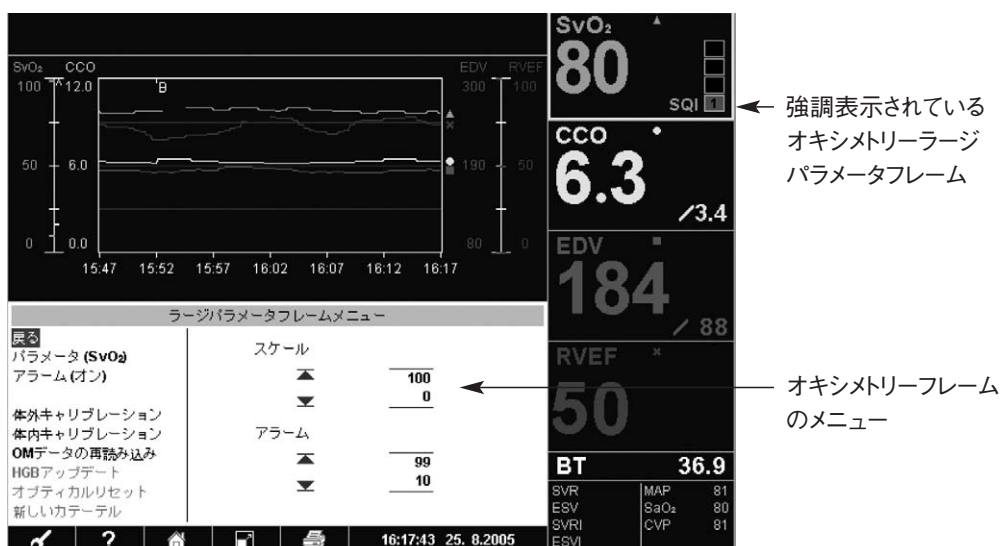 SvO₂ CCO EDV RVEF
100 12.0 300 100
B
50 6.0 190 50
0 0.0 80 0
15:47 15:52 15:57 16:02 16:07 16:12 16:17
SvO₂
80
SQI 1
CCO
6.3
/3.4
EDV
184
/ 88
RVEF
50
BT 36.9
SVR MAP 81
ESV SaO₂ 80
SVRI CVP 81
ESVI
強調表示されている
オキシメトリーラージ
パラメータフレーム
ラージパラメータフレームメニュー
戻る
パラメータ (SvO₂)
アラーム (オン)
体外キャリブレーション
体内キャリブレーション
OMデータの再読み込み
HGBアップデート
オプティカルリセット
新しいカテーテル
スケール
100
0
アラーム
99
10
オキシメトリーフレーム
のメニュー
? 16:17:43 25. 8.2005